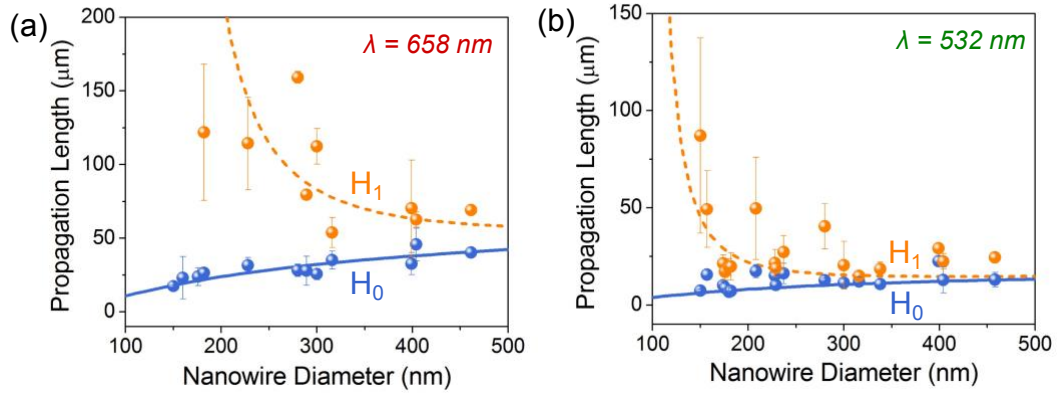 (a)
λ = 658 nm
200
150
100
50
0
Propagation Length (μm)
H₁
H₀
100 200 300 400 500
Nanowire Diameter (nm)
(b)
λ = 532 nm
150
100
50
0
Propagation Length (μm)
H₁
H₀
100 200 300 400 500
Nanowire Diameter (nm)